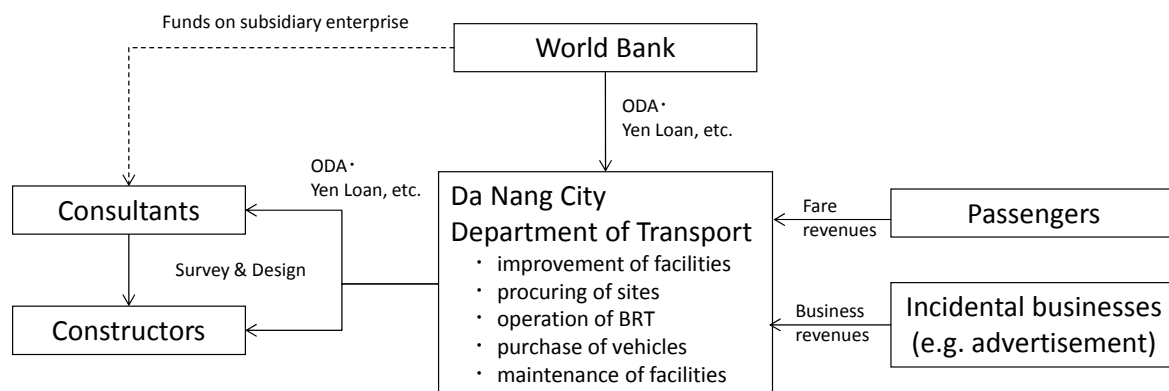 Funds on subsidiary enterprise
World Bank
ODA・
Yen Loan, etc.
ODA・
Yen Loan, etc.
Consultants
Survey & Design
Constructors
Da Nang City
Department of Transport
・ improvement of facilities
・ procuring of sites
・ operation of BRT
・ purchase of vehicles
・ maintenance of facilities
Fare
revenues
Passengers
Business
revenues
Incidental businesses
(e.g. advertisement)